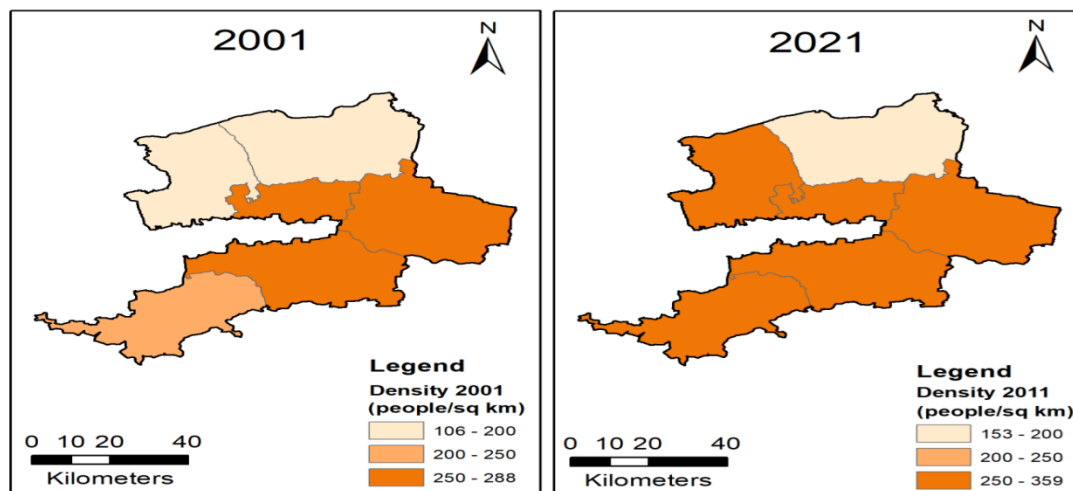 2001
N
Legend
Density 2001
(people/sq km)
106 - 200
200 - 250
250 - 288
0 10 20 40
Kilometers
2021
N
Legend
Density 2011
(people/sq km)
153 - 200
200 - 250
250 - 359
0 10 20 40
Kilometers